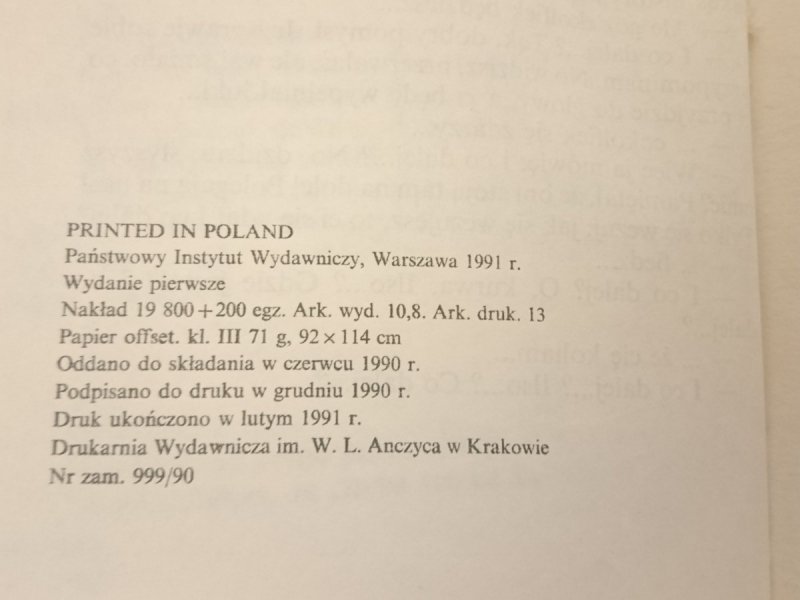 PRINTED IN POLAND
Państwowy Instytut Wydawniczy, Warszawa 1991 r.
Wydanie pierwsze
Nakład 19 800+200 egz. Ark. wyd. 10,8. Ark. druk. 13
Papier offset. kl. III 71 g, 92 × 114 cm
Oddano do składania w czerwcu 1990 r.
Podpisano do druku w grudniu 1990 r.
Druk ukończono w lutym 1991 r.
Drukarnia Wydawnicza im. W. L. Anczyca w Krakowie
Nr zam. 999/90